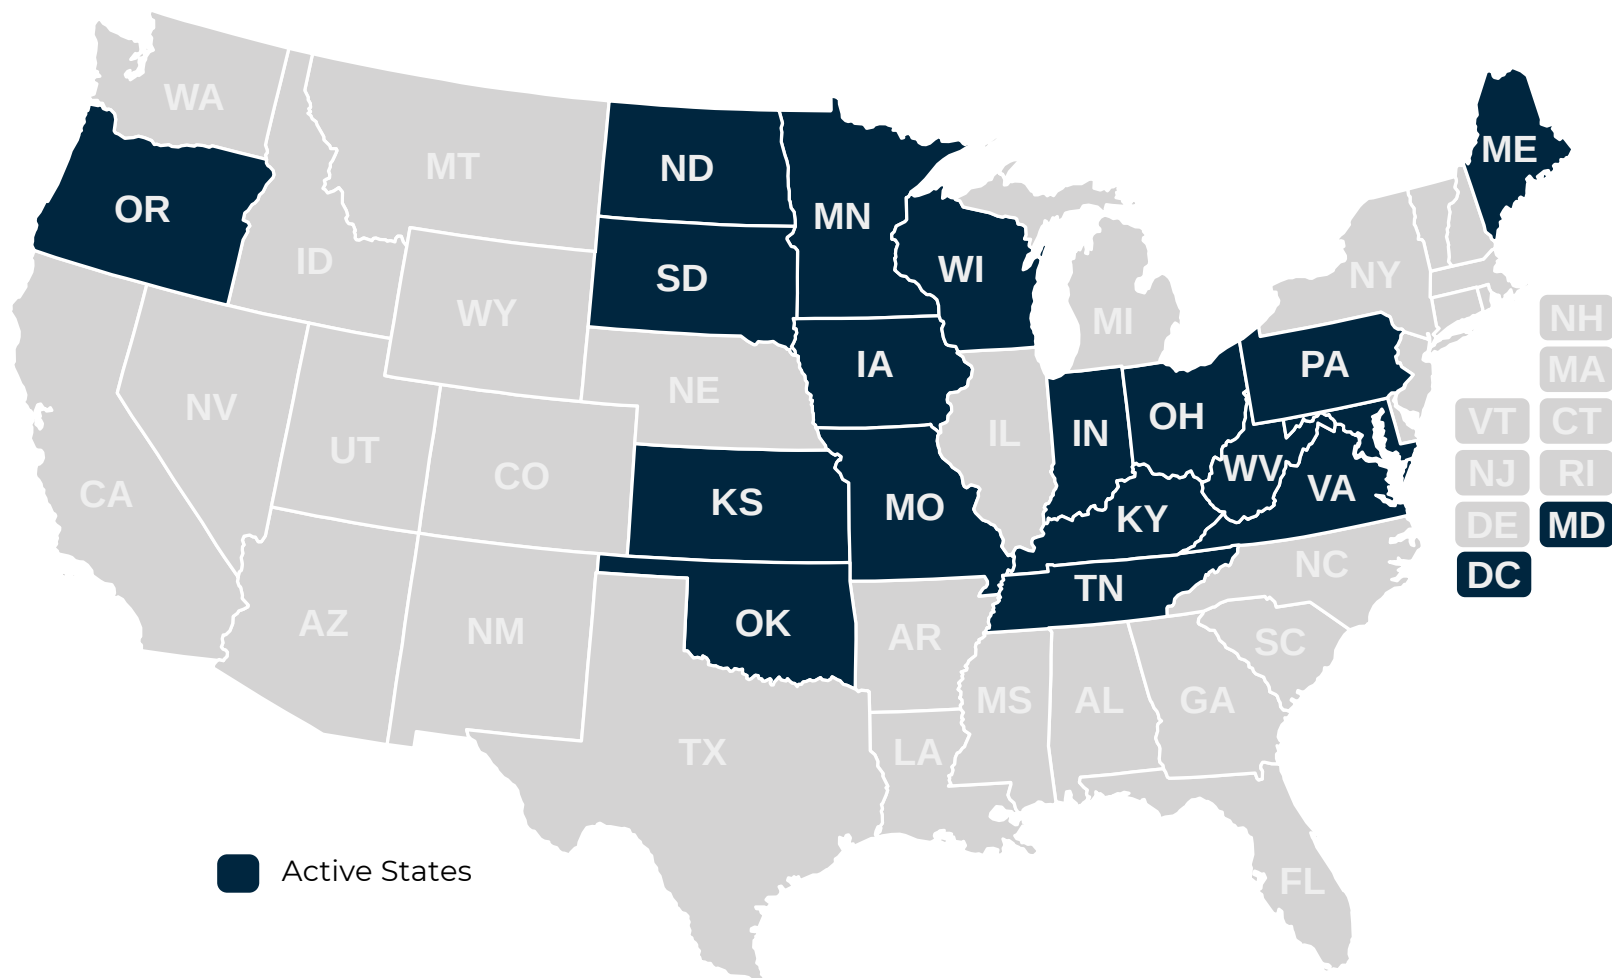 WA
MT
ND
MN
ME
OR
ID
WY
SD
WI
MI
NY
NH
MA
VT
CT
NV
UT
CO
NE
IA
IL
IN
OH
PA
NJ
RI
CA
KS
MO
KY
WV
VA
DE
MD
DC
AZ
NM
OK
AR
TN
NC
SC
TX
LA
MS
AL
GA
FL
Active States